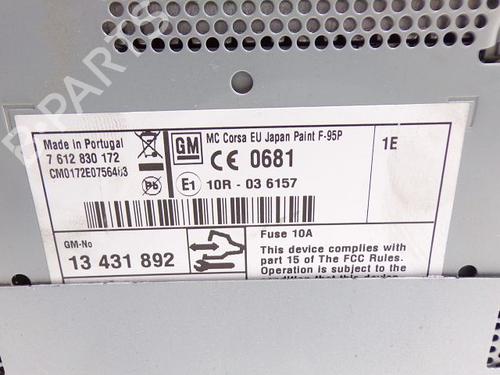 B-PARTS
Made in Portugal
7 612 830 172
GM
MC Corsa EU Japan Paint F-95P
CE 0681
1E
Pb
E1 10R - 03 6157
GM-No
13 431 892
Fuse 10A
This device complies with
part 15 of The FCC Rules.
Operation is subject to the